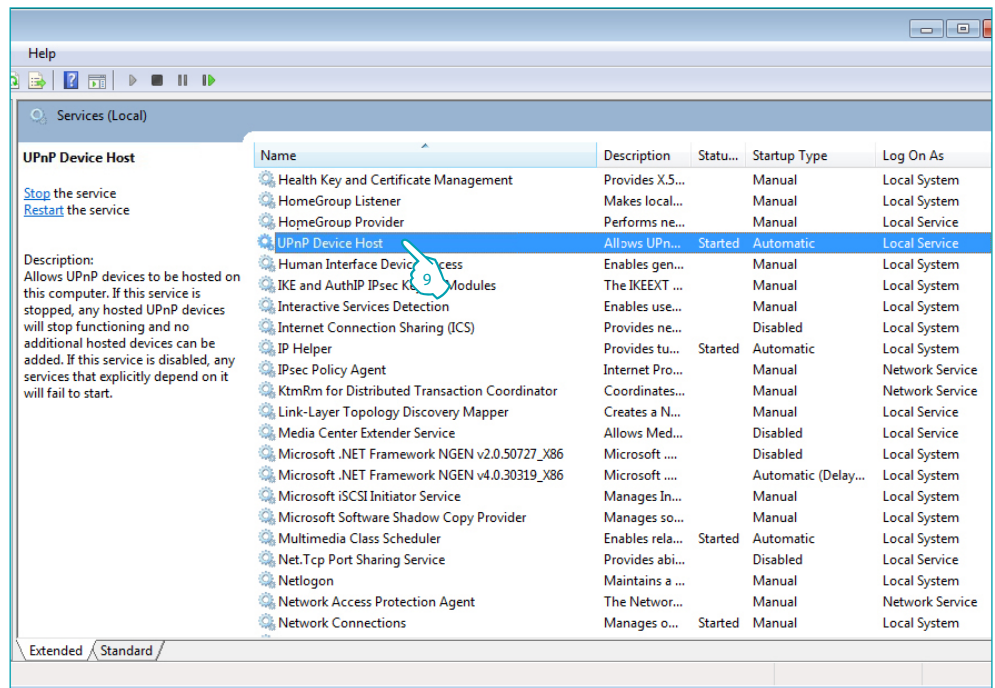 Help
Services (Local)
UPnP Device Host
Stop the service
Restart the service
Description:
Allows UPnP devices to be hosted on
this computer. If this service is
stopped, any hosted UPnP devices
will stop functioning and no
additional hosted devices can be
added. If this service is disabled, any
services that explicitly depend on it
will fail to start.
Name Description Statu... Startup Type Log On As
Health Key and Certificate Management Provides X.5... Manual Local System
HomeGroup Listener Makes local... Manual Local System
HomeGroup Provider Performs ne... Manual Local Service
UPnP Device Host Allows UPn... Started Automatic Local Service
Human Interface Device Enables gen... Manual Local System
IKE and AuthIP IPsec Modules The IKEEXT ... Manual Local System
9
Interactive Services Detection Enables use... Manual Local System
Internet Connection Sharing (ICS) Provides ne... Disabled Local System
IP Helper Provides tu... Started Automatic Local System
IPsec Policy Agent Internet Pro... Manual Network Service
KtmRm for Distributed Transaction Coordinator Coordinates... Manual Network Service
Link-Layer Topology Discovery Mapper Creates a N... Manual Local Service
Media Center Extender Service Allows Med... Disabled Local Service
Microsoft .NET Framework NGEN v2.0.50727_X86 Microsoft .... Disabled Local System
Microsoft .NET Framework NGEN v4.0.30319_X86 Microsoft .... Automatic (Delay... Local System
Microsoft iSCSI Initiator Service Manages In... Manual Local System
Microsoft Software Shadow Copy Provider Manages so... Manual Local System
Multimedia Class Scheduler Enables rela... Started Automatic Local System
Net.Tcp Port Sharing Service Provides abi... Disabled Local Service
Netlogon Maintains a ... Manual Local System
Network Access Protection Agent The Networ... Manual Network Service
Network Connections Manages o... Started Manual Local System
Extended Standard